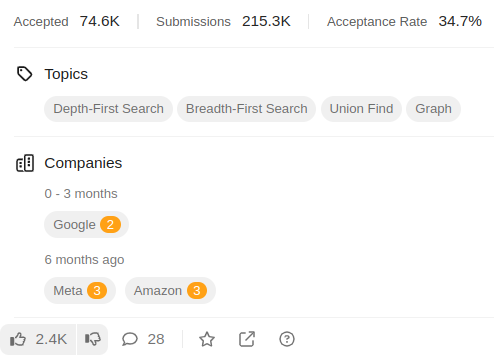 Accepted 74.6K Submissions 215.3K Acceptance Rate 34.7%
Topics
Depth-First Search Breadth-First Search Union Find Graph
Companies
0 - 3 months
Google 2
6 months ago
Meta 3 Amazon 3
2.4K 28